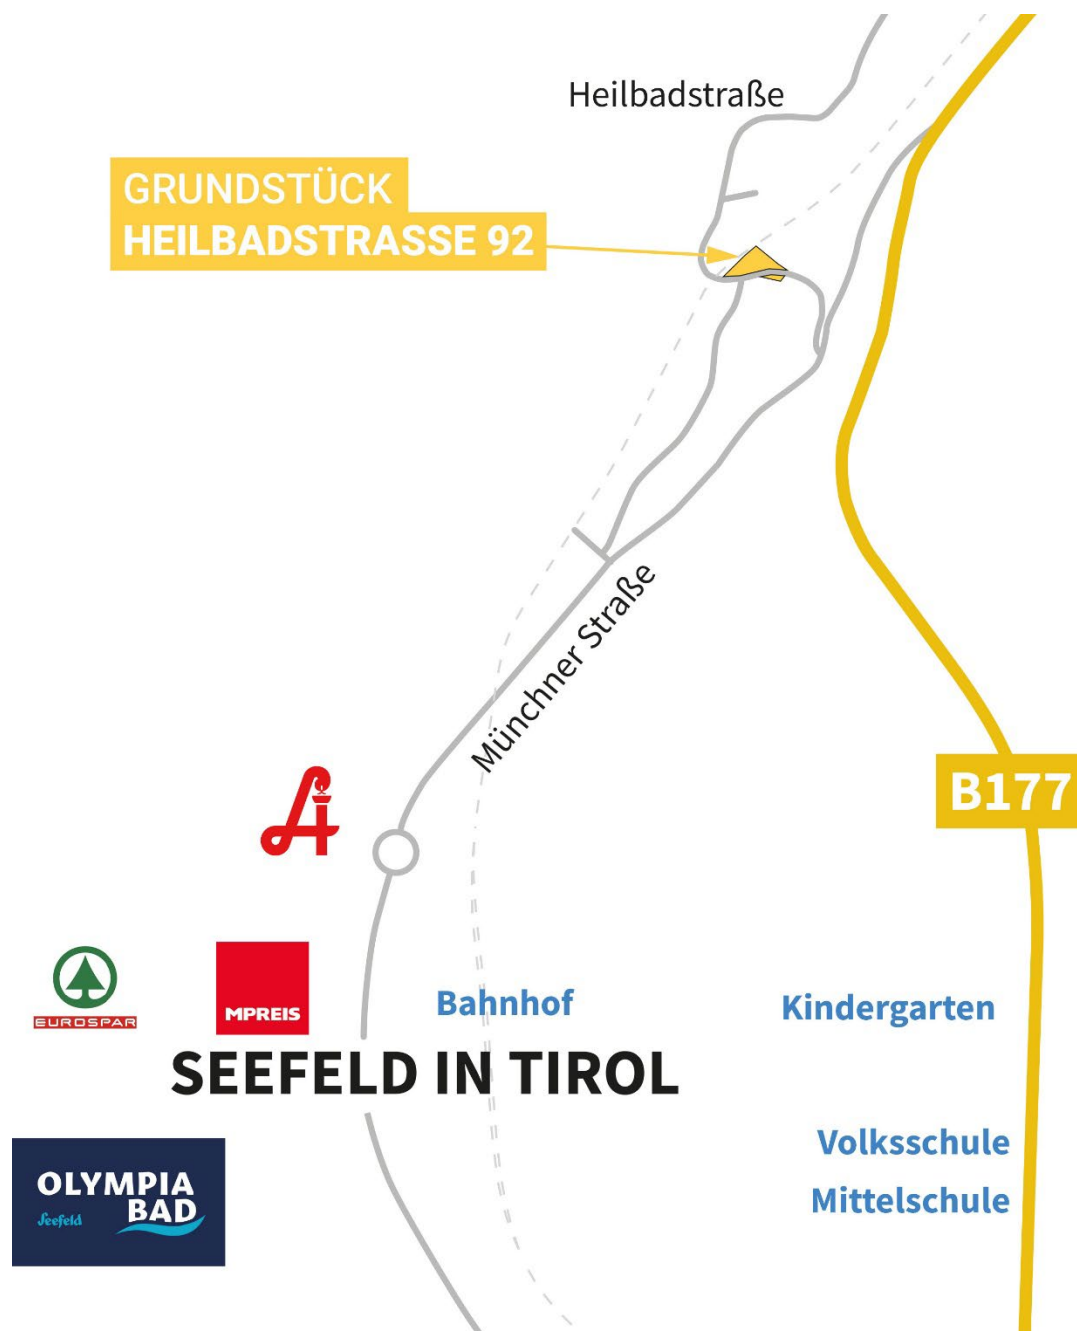 Heilbadstraße
GRUNDSTÜCK
HEILBADSTRASSE 92
Münchner Straße
B177
EUROSPAR
MPREIS
Bahnhof
Kindergarten
SEEFELD IN TIROL
Volksschule
Mittelschule
OLYMPIA
BAD
Seefeld